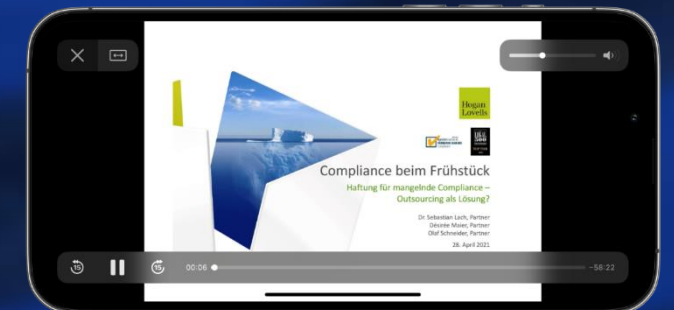 Hogan
Lovells
Compliance beim Frühstück
Haftung für mangelnde Compliance –
Outsourcing als Lösung?
Dr. Sebastian Lach, Partner
Désirée Maier, Partner
Olaf Schneider, Partner
28. April 2021
15
15
00:06
-58:22